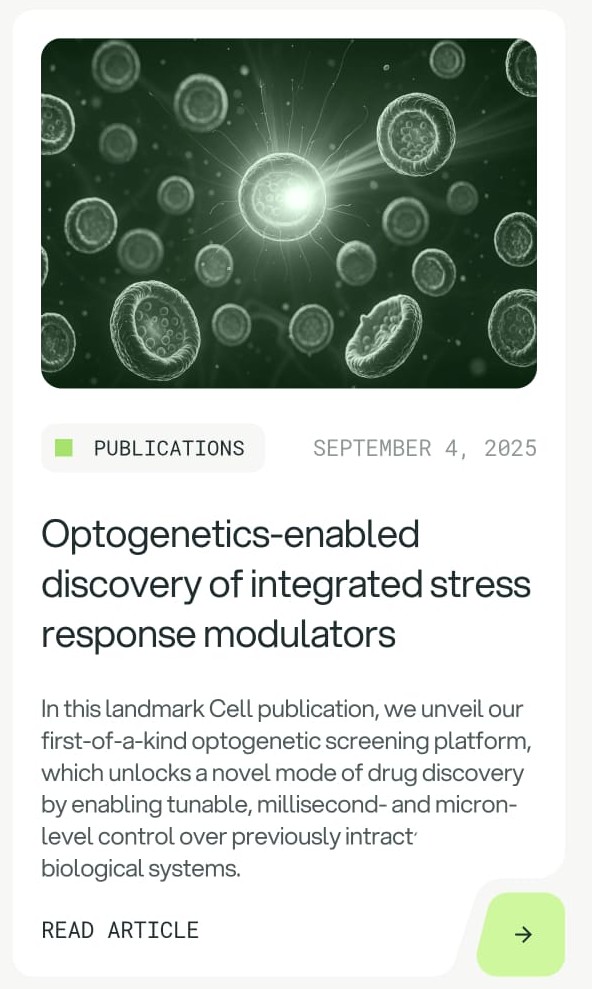 PUBLICATIONS
SEPTEMBER 4, 2025
Optogenetics-enabled
discovery of integrated stress
response modulators
In this landmark Cell publication, we unveil our
first-of-a-kind optogenetic screening platform,
which unlocks a novel mode of drug discovery
by enabling tunable, millisecond- and micron-
level control over previously
biological systems.
READ ARTICLE